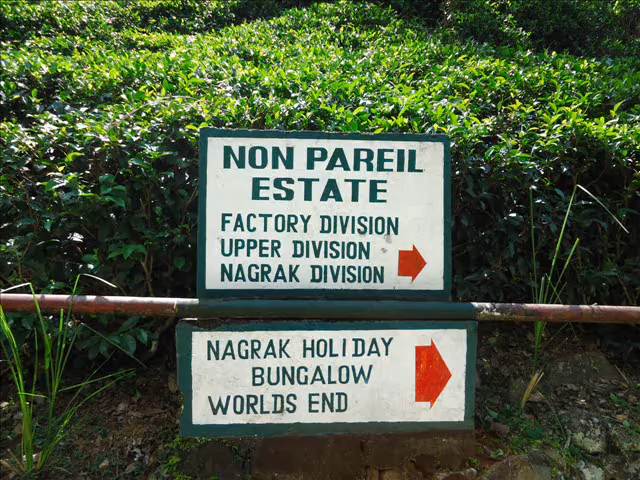 NON PAREIL
ESTATE
FACTORY DIVISION
UPPER DIVISION
NAGRAK DIVISION
NAGRAK HOLIDAY
BUNGALOW
WORLDS END